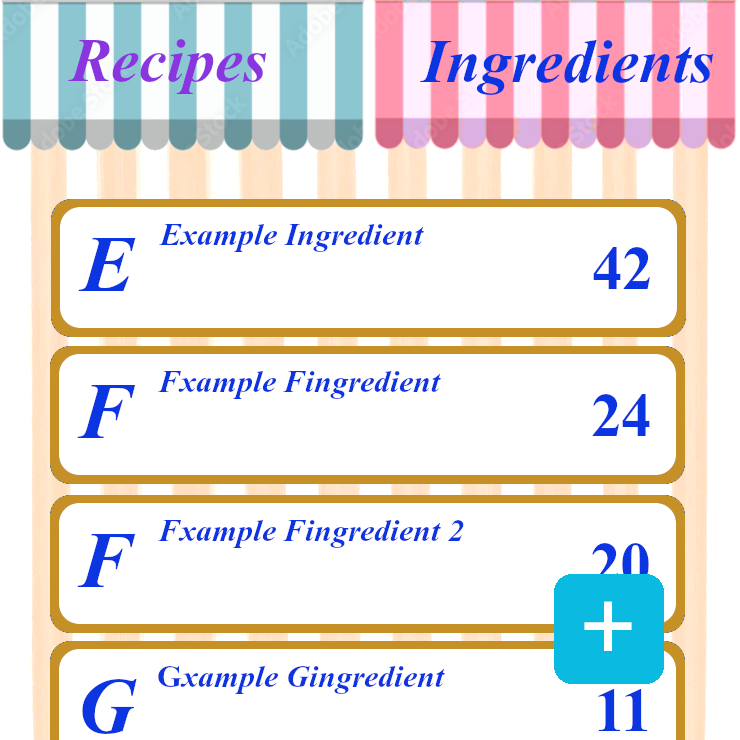 Recipes Ingredients
E Example Ingredient 42
F Fxample Fingredient 24
F Fxample Fingredient 2 20
+
G Gxample Gingredient 11